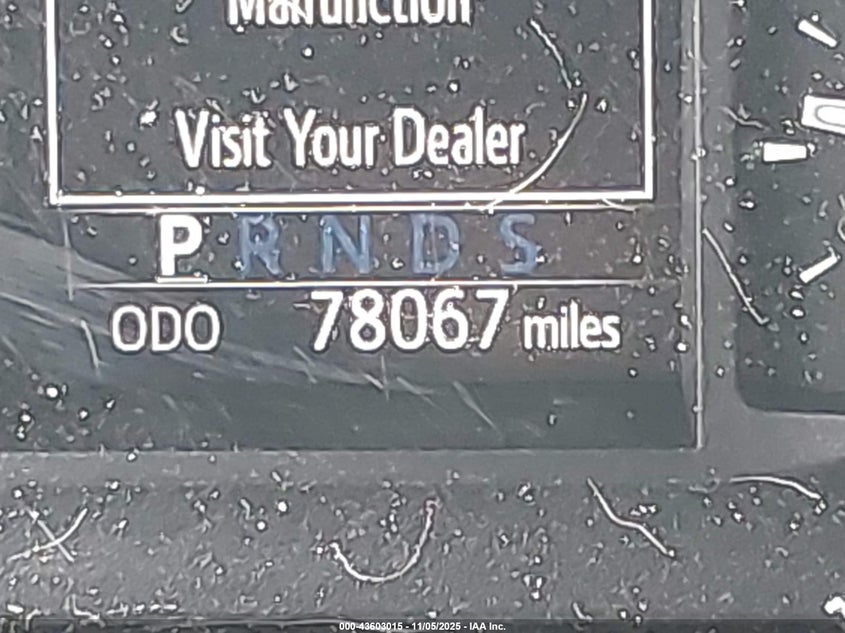 Malfunction
Visit Your Dealer
P R N D S
ODO 78067 miles
000-43603015 - 11/05/2025 - IAA Inc.